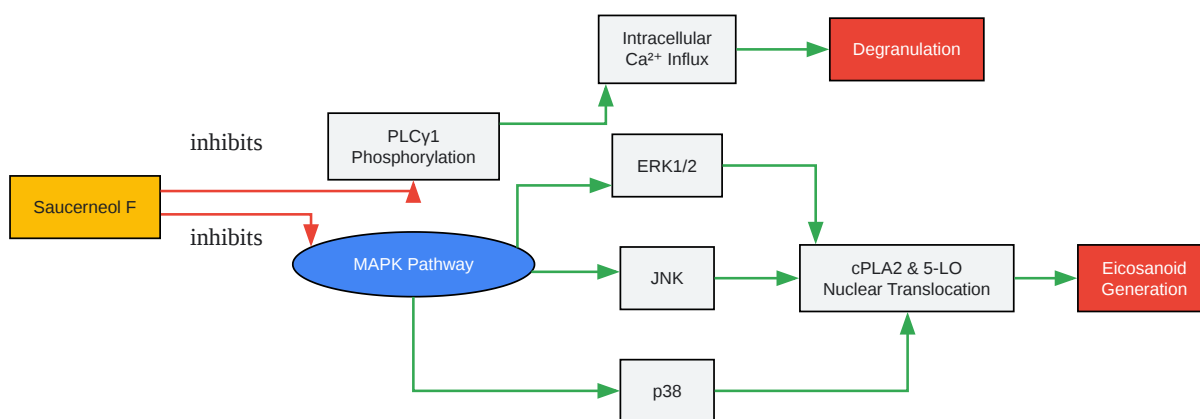 Intracellular
Ca²⁺ Influx
Degranulation
inhibits
PLCγ1
Phosphorylation
ERK1/2
Saucerneol F
inhibits
MAPK Pathway
JNK
cPLA2 & 5-LO
Nuclear Translocation
Eicosanoid
Generation
p38